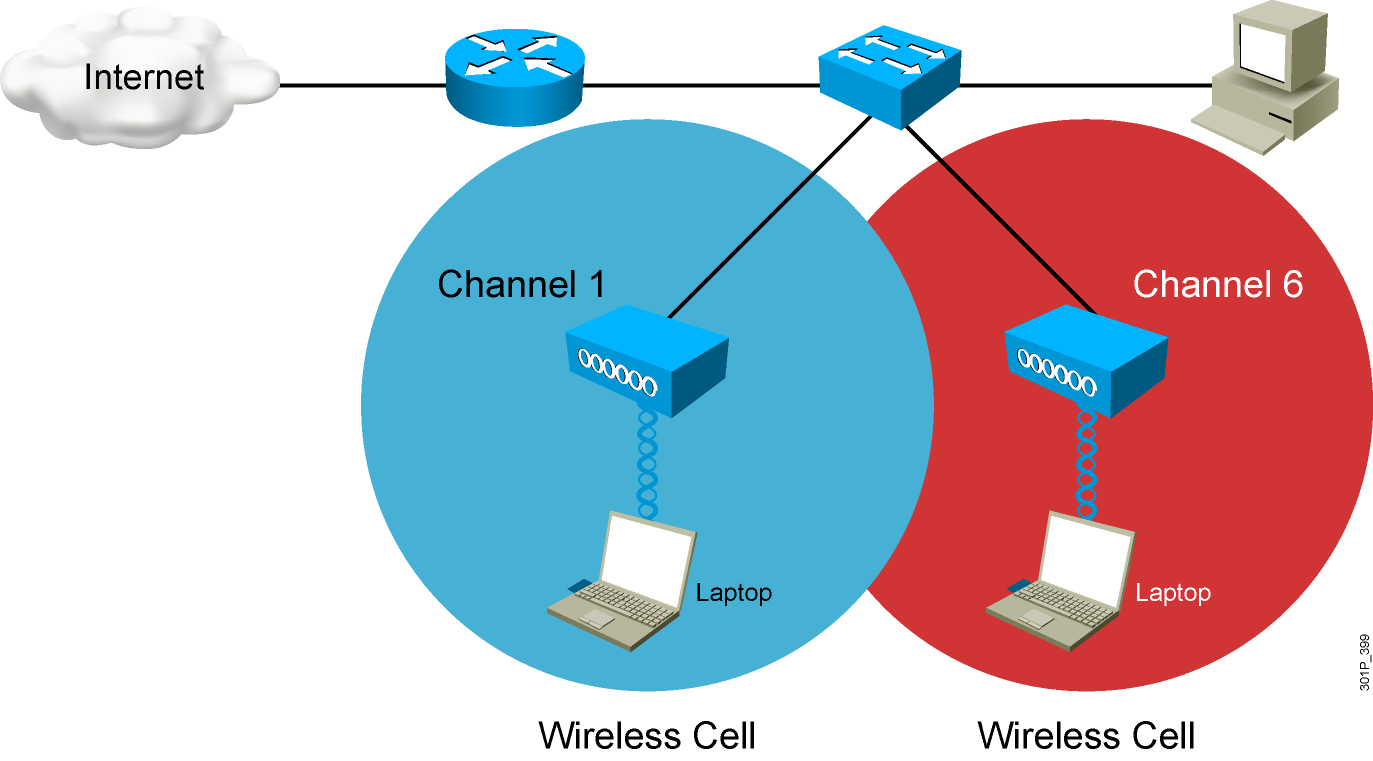 Internet
Channel 1
Channel 6
Laptop
Laptop
301P_399
Wireless Cell
Wireless Cell